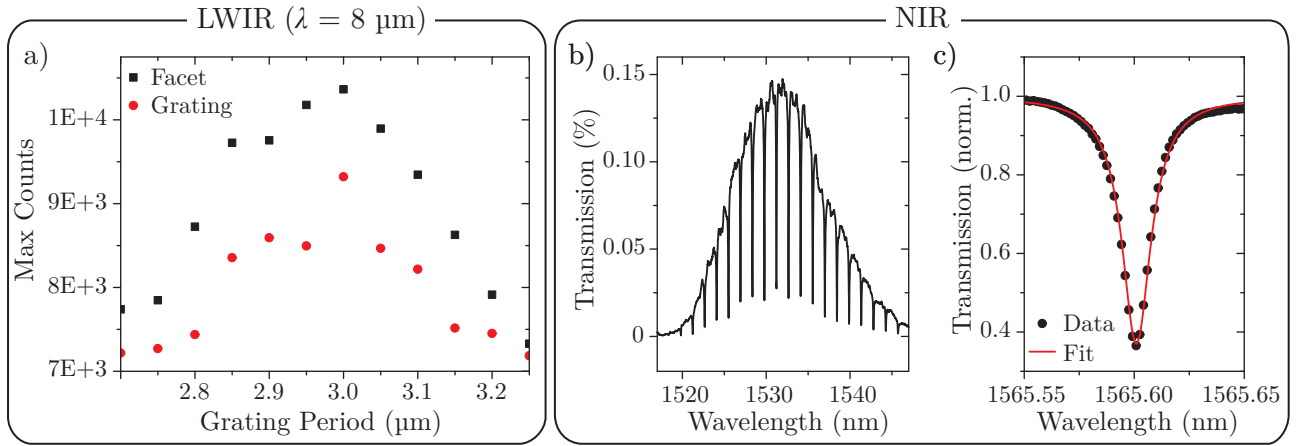 LWIR (λ = 8 µm)
NIR
a)
Facet
Grating
1E+4
9E+3
8E+3
7E+3
Max Counts
2.8 2.9 3.0 3.1 3.2
Grating Period (µm)
b)
0.15
0.10
0.05
0
Transmission (%)
1520 1530 1540
Wavelength (nm)
c)
1.0
0.8
0.6
0.4
Transmission (norm.)
Data
Fit
1565.55 1565.60 1565.65
Wavelength (nm)